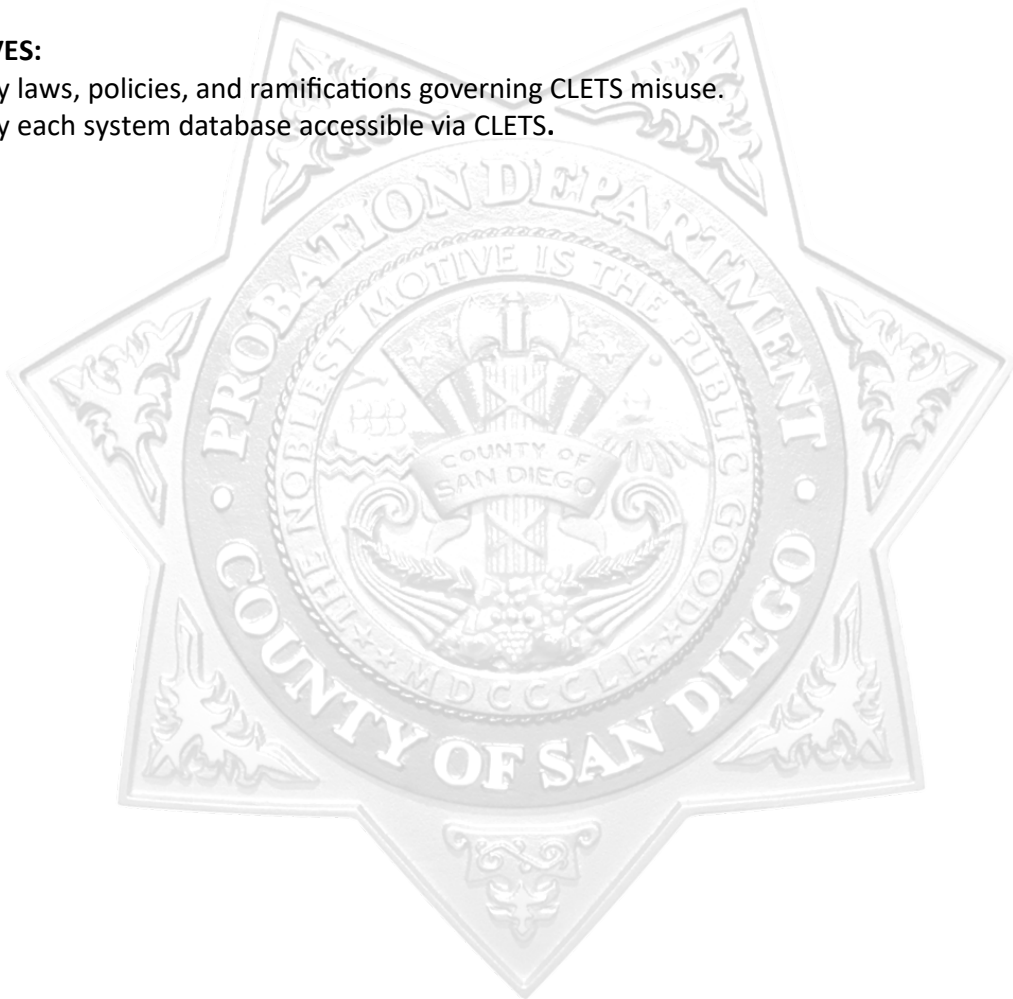 VES:
y laws, policies, and ramifications governing CLETS misuse.
y each system database accessible via CLETS.
PROBATION DEPARTMENT
THE NOBLEST MOTIVE IS THE PUBLIC GOOD
COUNTY OF
SAN DIEGO
MDCCCLI
COUNTY OF SAN DIEGO